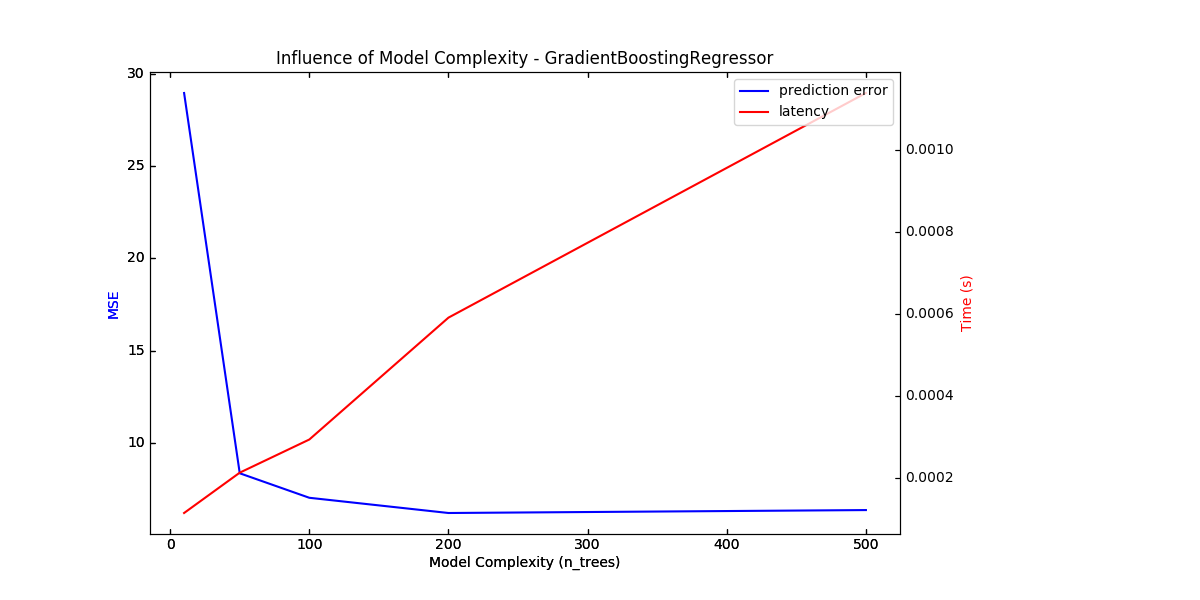 Influence of Model Complexity - GradientBoostingRegressor
prediction error
latency
30
25
20
15
10
MSE
0.0010
0.0008
0.0006
0.0004
0.0002
Time (s)
0 100 200 300 400 500
Model Complexity (n_trees)